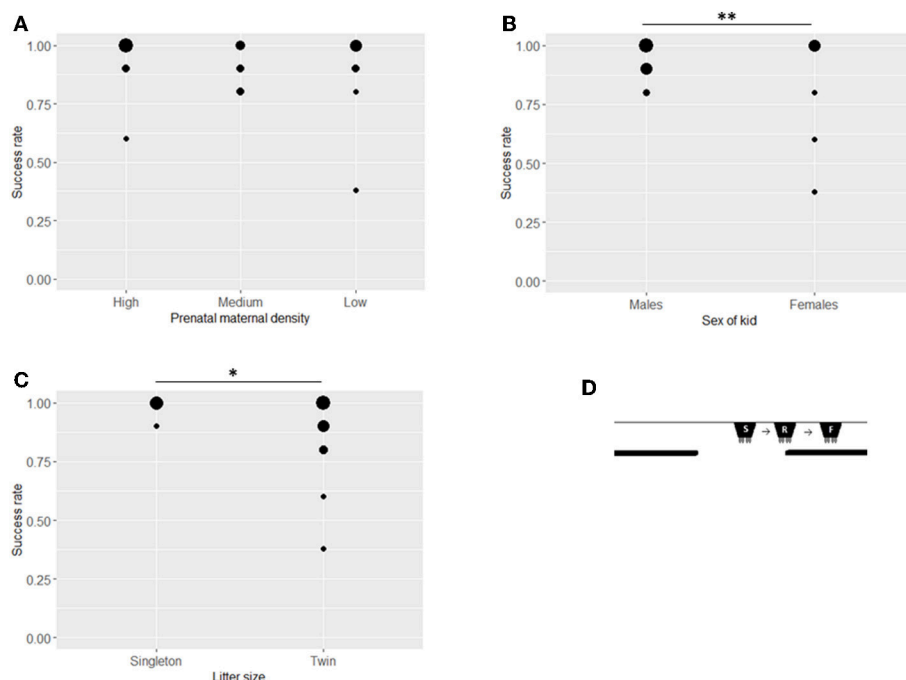 A
1.00
0.75
0.50
0.25
0.00
Success rate
High Medium Low
Prenatal maternal density
B
**
1.00
0.75
0.50
0.25
0.00
Success rate
Males Females
Sex of kid
C
*
1.00
0.75
0.50
0.25
0.00
Success rate
Singleton Twin
Litter size
D
S → R → F